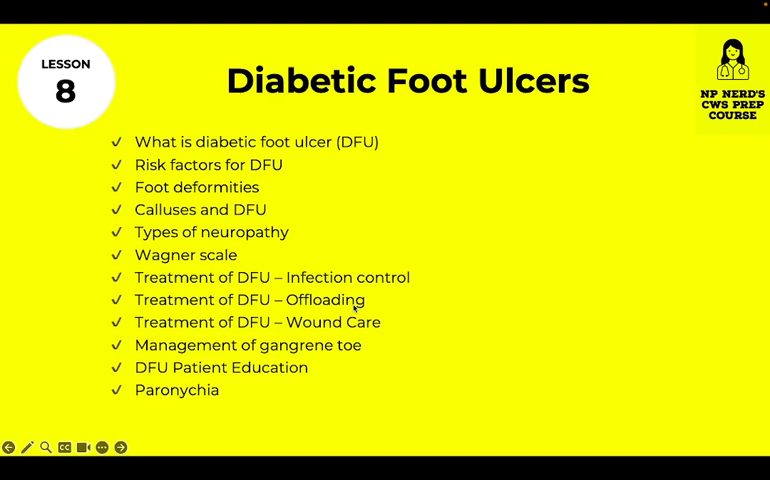 LESSON
8
Diabetic Foot Ulcers
NP NERD'S
CWS PREP
COURSE
✓ What is diabetic foot ulcer (DFU)
✓ Risk factors for DFU
✓ Foot deformities
✓ Calluses and DFU
✓ Types of neuropathy
✓ Wagner scale
✓ Treatment of DFU – Infection control
✓ Treatment of DFU – Offloading
✓ Treatment of DFU – Wound Care
✓ Management of gangrene toe
✓ DFU Patient Education
✓ Paronychia
CC